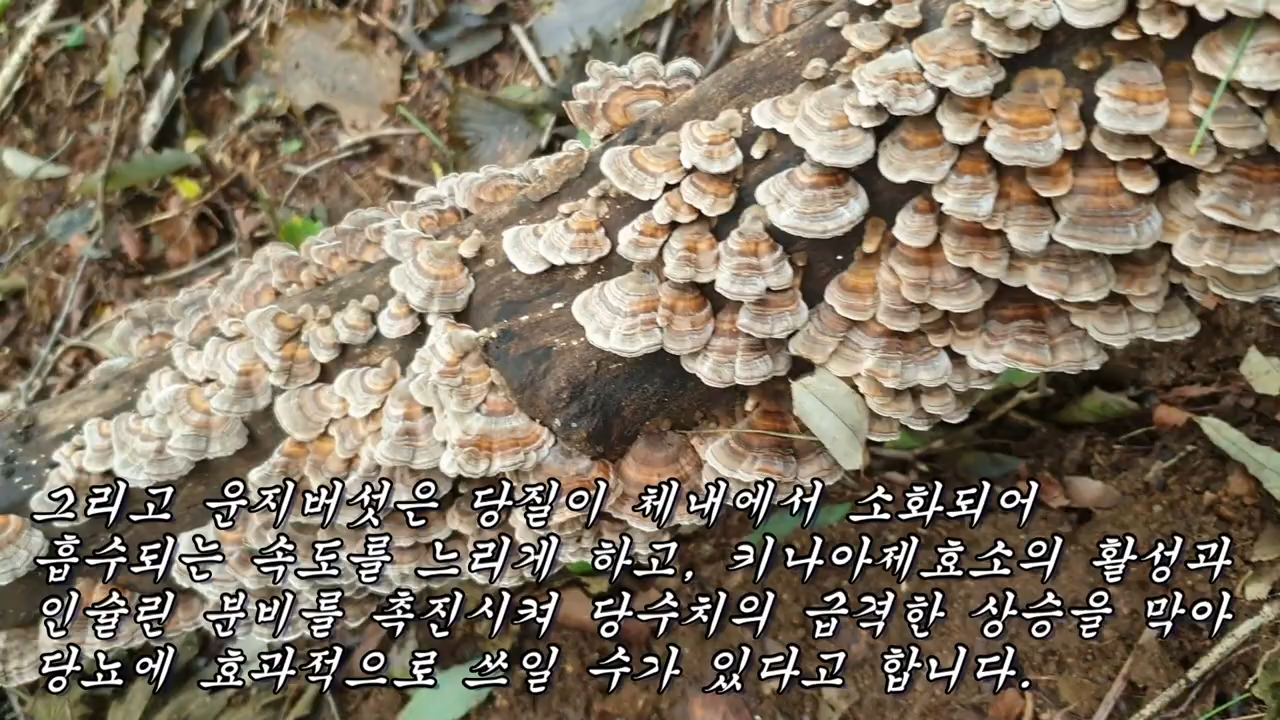 그리고 운지버섯은 당질이 체내에서 소화되어
흡수되는 속도를 느리게 하고, 키나아제효소의 활성과
인슐린 분비를 촉진시켜 당수치의 급격한 상승을 막아
당뇨에 효과적으로 쓰일 수가 있다고 합니다.